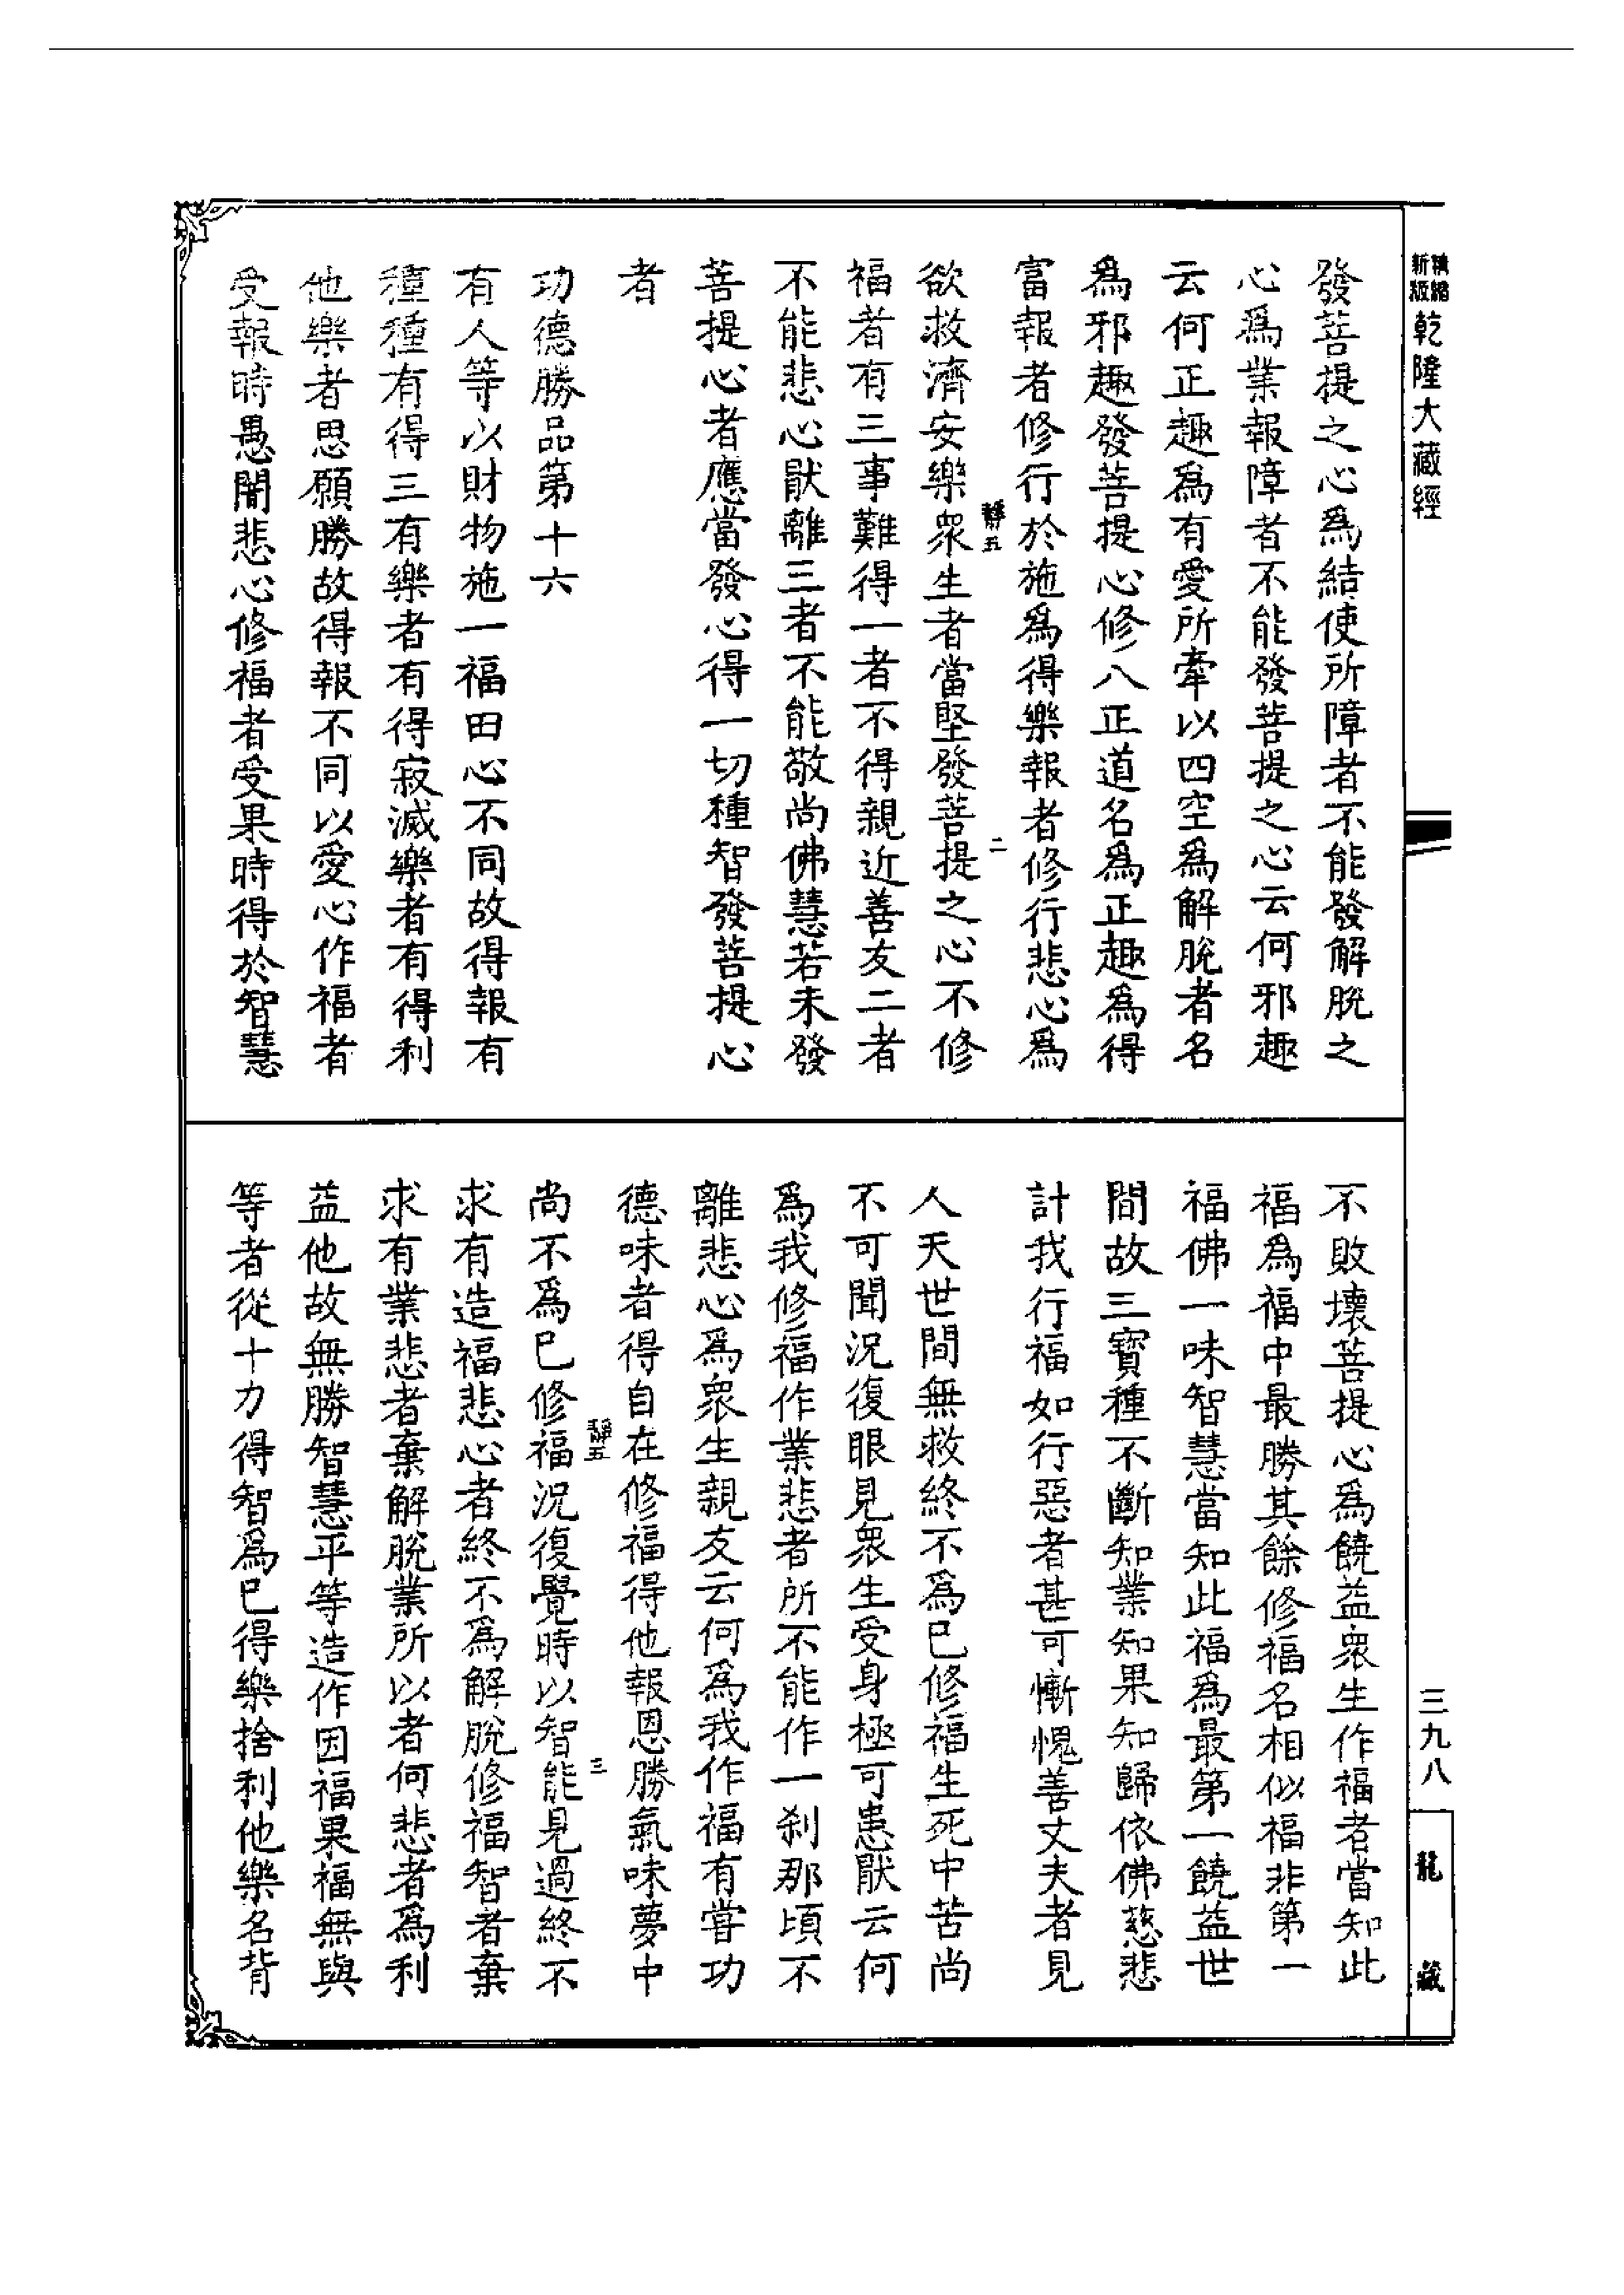 精縮
新版
乾隆大藏經
三九八
龍藏
發菩提之心爲結使所障者不能發解脫之
心爲業報障者不能發菩提之心云何邪趣
云何正趣爲有愛所牽以四空爲解脫者名
爲邪趣發菩提心修八正道名爲正趣爲得
富報者修行於施爲得樂報者修行悲心爲
靜五
二
欲救濟安樂衆生者當堅發菩提之心不修
福者有三事難得一者不得親近善友二者
不能悲心猒離三者不能敬尚佛慧若未發
菩提心者應當發心得一切種智發菩提心
者
功德勝品第十六
有人等以財物施一福田心不同故得報有
種種有得三有樂者有得寂滅樂者有得利
他樂者思願勝故得報不同以愛心作福者
受報時愚闇悲心修福者受果時得於智慧
不敗壞菩提心爲饒益衆生作福者當知此
福爲福中最勝其餘修福名相似福非第一
福佛一味智慧當知此福爲最第一饒益世
間故三寶種不斷知業知果知歸依佛慈悲
計我行福如行惡者甚可慚愧善丈夫者見
人天世間無救終不爲已修福生死中苦尚
不可聞況復眼見衆生受身極可患猒云何
爲我修福作業悲者所不能作一刹那頃不
離悲心爲衆生親友云何爲我作福有甞功
德味者得自在修福得他報恩勝氣味夢中
靜五
三
尚不爲已修福況復覺時以智能見過終不
求有造福悲心者終不爲解脫修福智者棄
求有業悲者棄解脫業所以者何悲者爲利
益他故無勝智慧平等造作因福果福無與
等者從十力得智爲已得樂捨利他樂名背